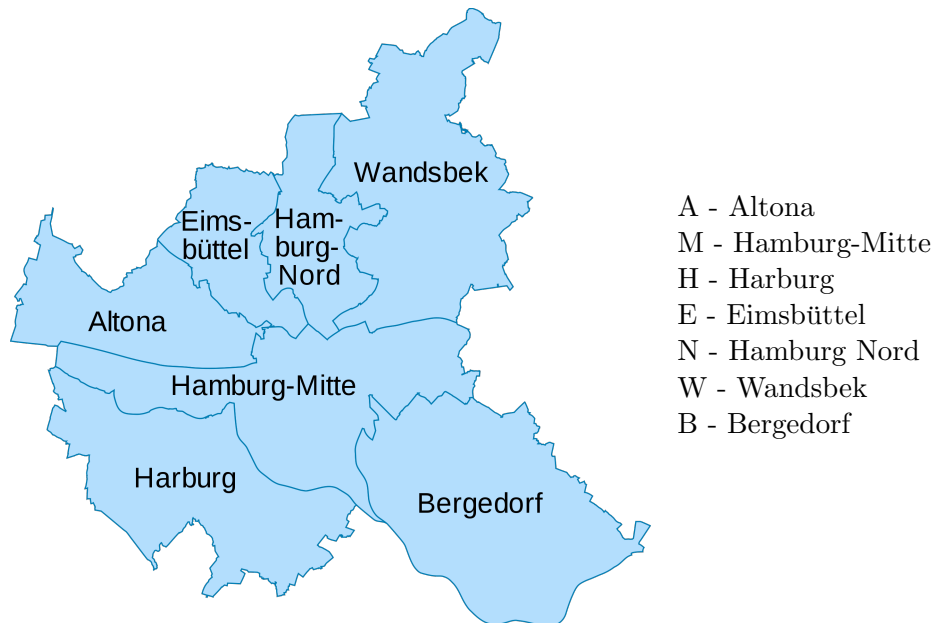 Wandsbek
Eims-
büttel
Ham-
burg-
Nord
Altona
Hamburg-Mitte
Harburg
Bergedorf
A - Altona
M - Hamburg-Mitte
H - Harburg
E - Eimsbüttel
N - Hamburg Nord
W - Wandsbek
B - Bergedorf